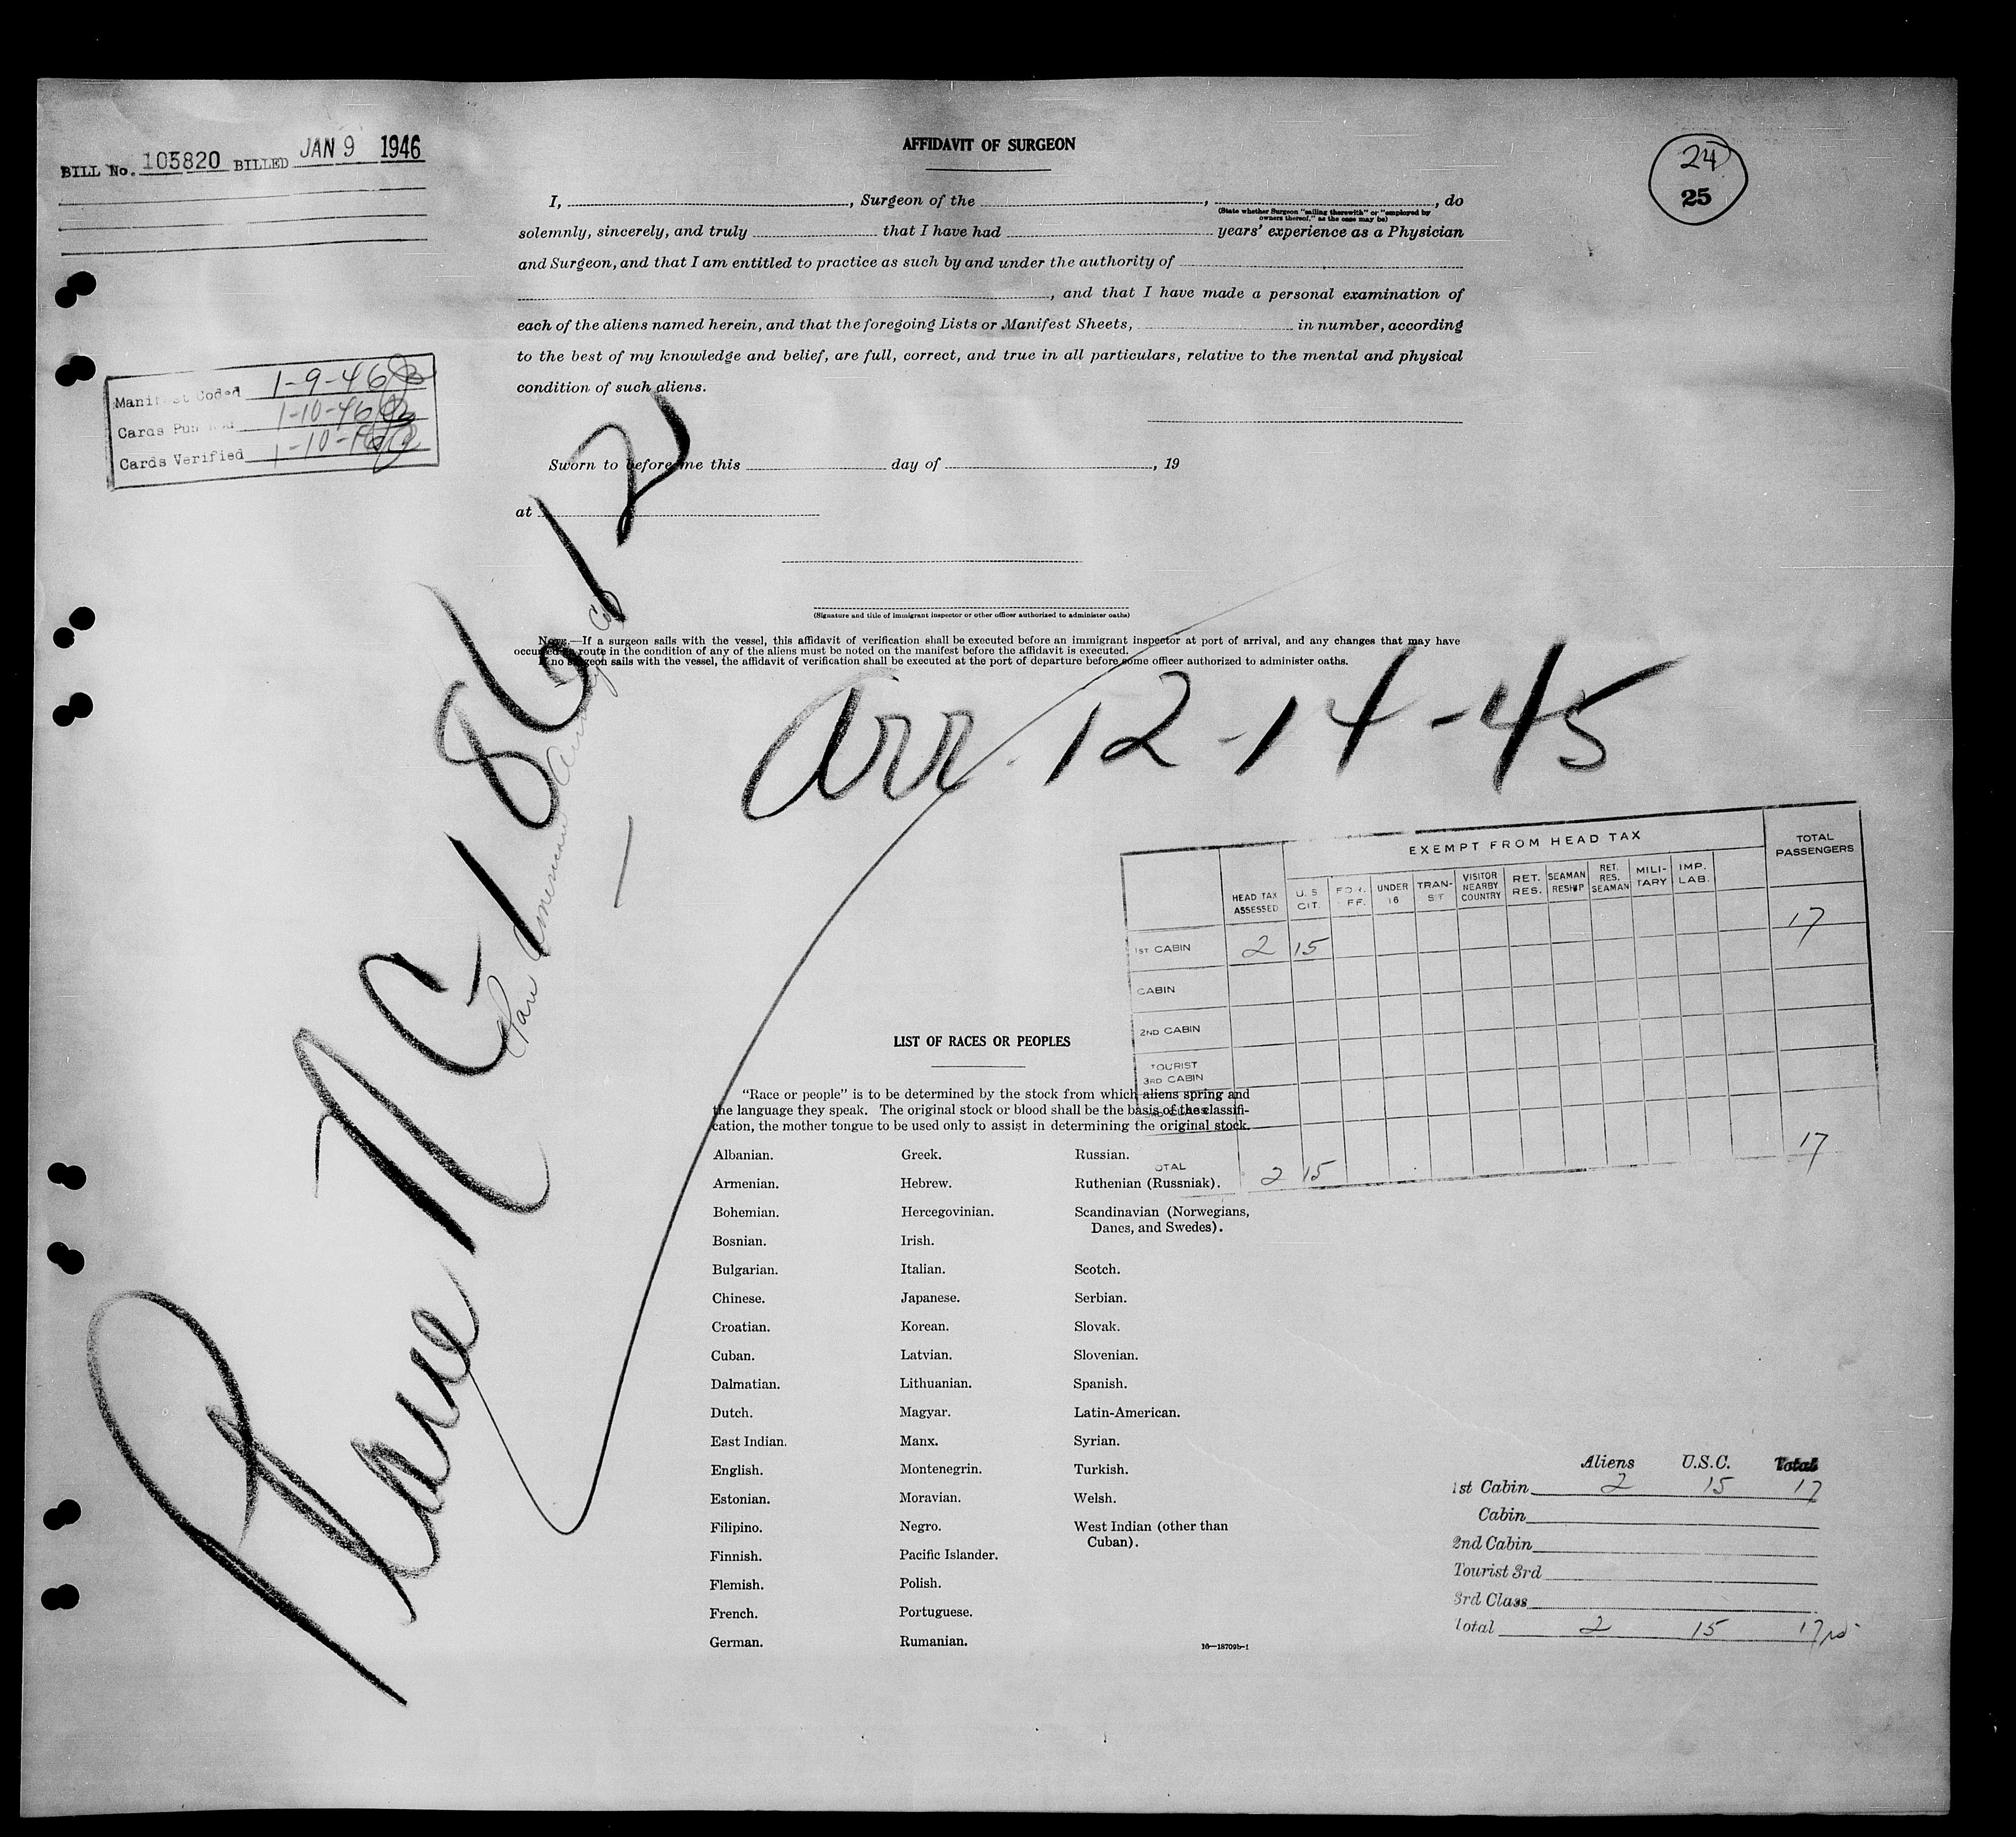 BILL No. 105820 BILLED JAN 9 1946
24
25
AFFIDAVIT OF SURGEON
I, , Surgeon of the , , do
(State whether Surgeon "sailing therewith" or "employed by
owners thereof," as the case may be)
solemnly, sincerely, and truly that I have had years' experience as a Physician
and Surgeon, and that I am entitled to practice as such by and under the authority of
, and that I have made a personal examination of
each of the aliens named herein, and that the foregoing Lists or Manifest Sheets, in number, according
to the best of my knowledge and belief, are full, correct, and true in all particulars, relative to the mental and physical
condition of such aliens.
Manifest Coded 1-9-46
Cards Punched 1-10-46
Cards Verified 1-10-46
Sworn to before me this day of , 19
at
(Signature and title of immigrant inspector or other officer authorized to administer oaths)
NOTE.—If a surgeon sails with the vessel, this affidavit of verification shall be executed before an immigrant inspector at port of arrival, and any changes that may have
occurred en route in the condition of any of the aliens must be noted on the manifest before the affidavit is executed.
If no surgeon sails with the vessel, the affidavit of verification shall be executed at the port of departure before some officer authorized to administer oaths.
Plane NC 18612
Pan American Airways Co
Arr. 12-14-45
EXEMPT FROM HEAD TAX
HEAD TAX ASSESSED
U. S. CIT.
FOR. OFF.
UNDER 16
TRAN-SIT
VISITOR NEARBY COUNTRY
RET. RES.
SEAMAN RESHIP
RET. RES. SEAMAN
MILI-TARY
IMP. LAB.
TOTAL PASSENGERS
1ST CABIN 2 15 17
CABIN
2ND CABIN
TOURIST
3RD CABIN
3RD CLASS
TOTAL 2 15 17
LIST OF RACES OR PEOPLES
"Race or people" is to be determined by the stock from which aliens spring and
the language they speak. The original stock or blood shall be the basis of the classifi-
cation, the mother tongue to be used only to assist in determining the original stock.
Albanian.
Armenian.
Bohemian.
Bosnian.
Bulgarian.
Chinese.
Croatian.
Cuban.
Dalmatian.
Dutch.
East Indian.
English.
Estonian.
Filipino.
Finnish.
Flemish.
French.
German.
Greek.
Hebrew.
Hercegovinian.
Irish.
Italian.
Japanese.
Korean.
Latvian.
Lithuanian.
Magyar.
Manx.
Montenegrin.
Moravian.
Negro.
Pacific Islander.
Polish.
Portuguese.
Rumanian.
Russian.
Ruthenian (Russniak).
Scandinavian (Norwegians,
Danes, and Swedes).
Scotch.
Serbian.
Slovak.
Slovenian.
Spanish.
Latin-American.
Syrian.
Turkish.
Welsh.
West Indian (other than
Cuban).
16—18709b-1
Aliens U.S.C. Total
1st Cabin 2 15 17
Cabin
2nd Cabin
Tourist 3rd
3rd Class
Total 2 15 17